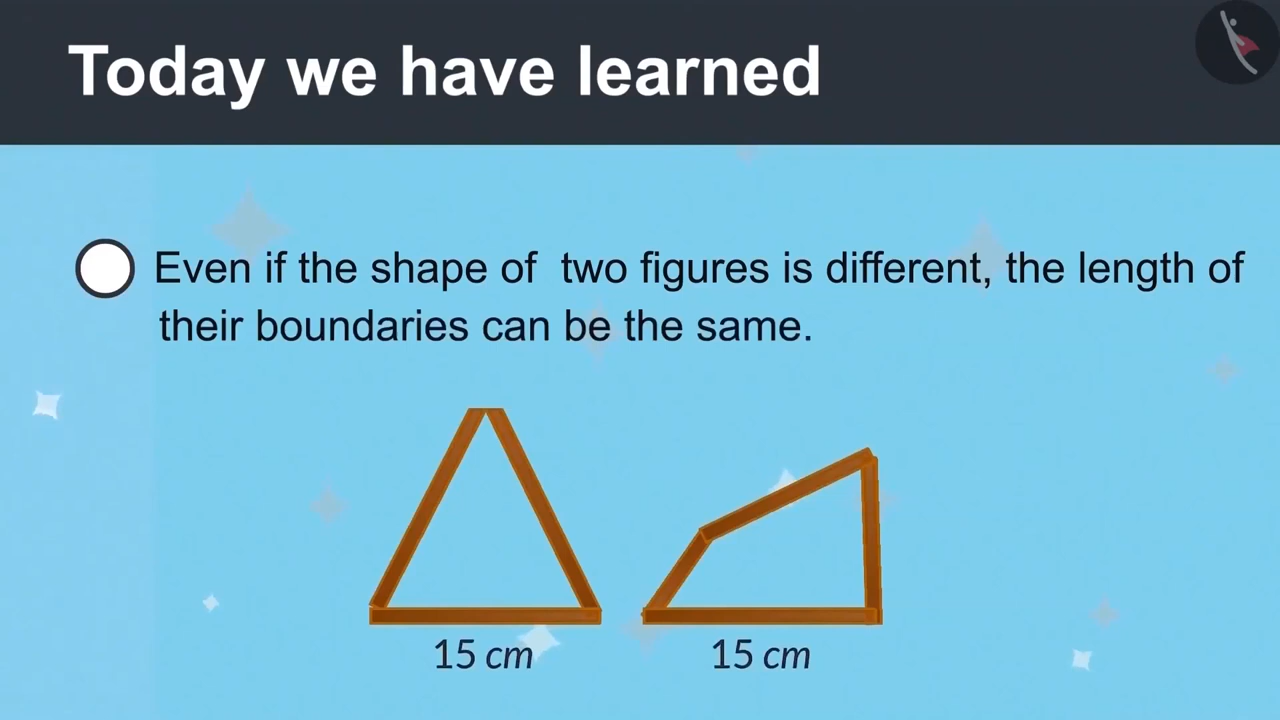 Today we have learned
Even if the shape of two figures is different, the length of
their boundaries can be the same.
15 cm
15 cm